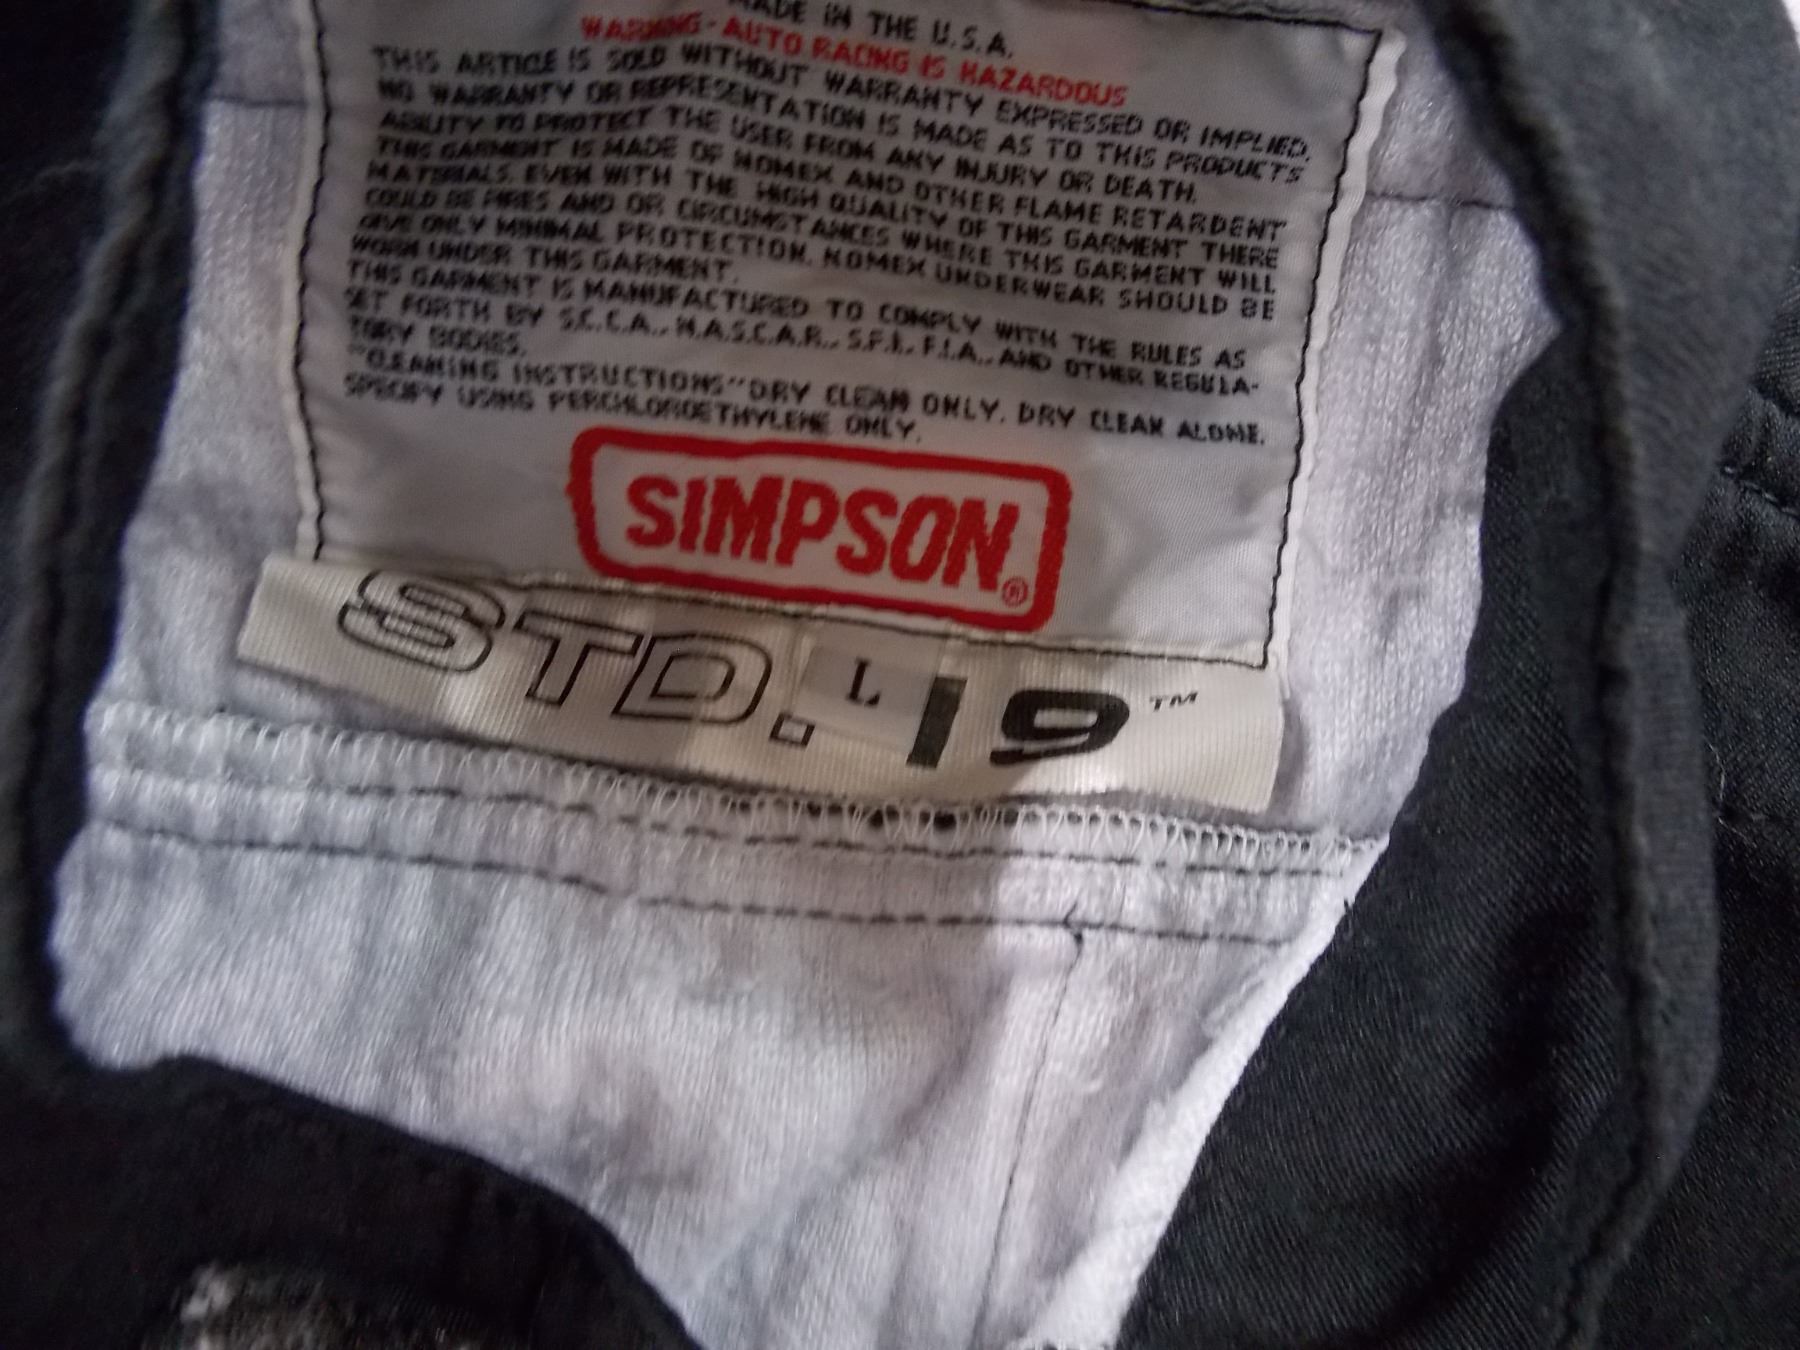 MADE IN THE U.S.A.
WARNING - AUTO RACING IS HAZARDOUS
THIS ARTICLE IS SOLD WITHOUT WARRANTY EXPRESSED OR IMPLIED.
NO WARRANTY OR REPRESENTATION IS MADE AS TO THIS PRODUCTS
ABILITY TO PROTECT THE USER FROM ANY INJURY OR DEATH.
THIS GARMENT IS MADE OF NOMEX AND OTHER FLAME RETARDENT
MATERIALS. EVEN WITH THE HIGH QUALITY OF THIS GARMENT THERE
COULD BE FIRES AND OR CIRCUMSTANCES WHERE THIS GARMENT WILL
GIVE ONLY MINIMAL PROTECTION. NOMEX UNDERWEAR SHOULD BE
WORN UNDER THIS GARMENT.
THIS GARMENT IS MANUFACTURED TO COMPLY WITH THE RULES AS
SET FORTH BY S.C.C.A., N.A.S.C.A.R., S.F.I., F.I.A., AND OTHER REGULA-
TORY BODIES.
"CLEANING INSTRUCTIONS" DRY CLEAN ONLY. DRY CLEAN ALONE.
SPECIFY USING PERCHLOROETHYLENE ONLY.
SIMPSON®
STD. L 19™